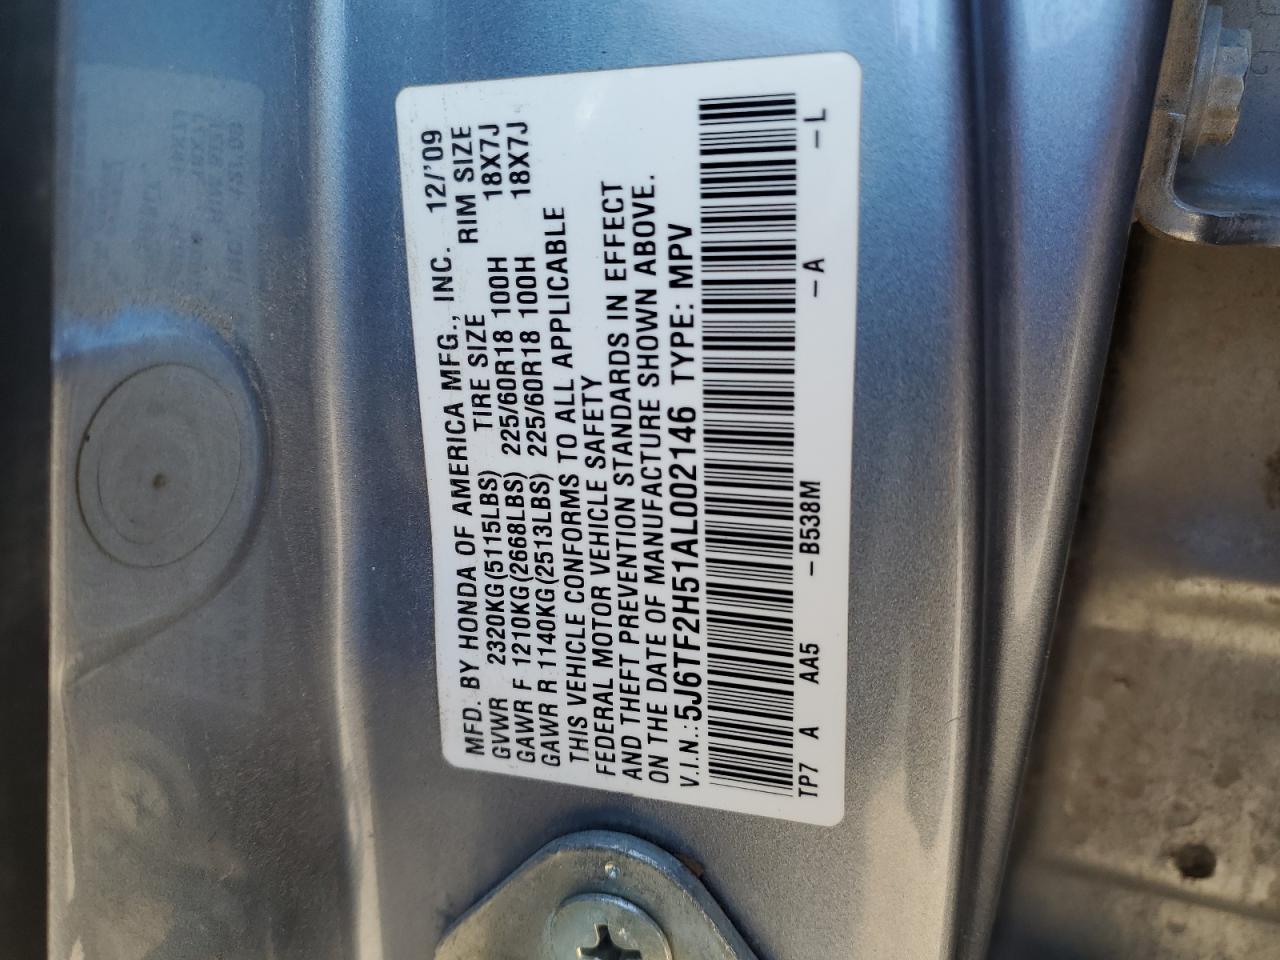 MFD. BY HONDA OF AMERICA MFG., INC. 12/'09
GVWR 2320KG(5115LBS) TIRE SIZE RIM SIZE
GAWR F 1210KG(2668LBS) 225/60R18 100H 18X7J
GAWR R 1140KG(2513LBS) 225/60R18 100H 18X7J
THIS VEHICLE CONFORMS TO ALL APPLICABLE
FEDERAL MOTOR VEHICLE SAFETY
AND THEFT PREVENTION STANDARDS IN EFFECT
ON THE DATE OF MANUFACTURE SHOWN ABOVE.
V.I.N.:5J6TF2H51AL002146 TYPE: MPV
TP7 A AA5 -B538M -A -L